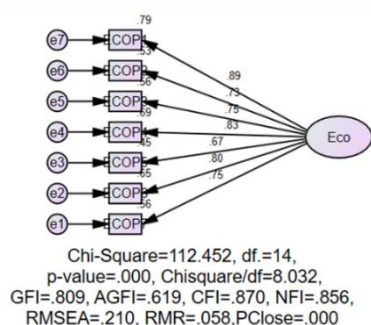 .79
e7 COP
.53
e6 COP
.56
e5 COP
.69
e4 COP
.45
e3 COP
.65
e2 COP
.56
e1 COP
.89
.73
.75
.83
.67
.80
.75
Eco
Chi-Square=112.452, df.=14,
p-value=.000, Chisquare/df=8.032,
GFI=.809, AGFI=.619, CFI=.870, NFI=.856,
RMSEA=.210, RMR=.058,PClose=.000